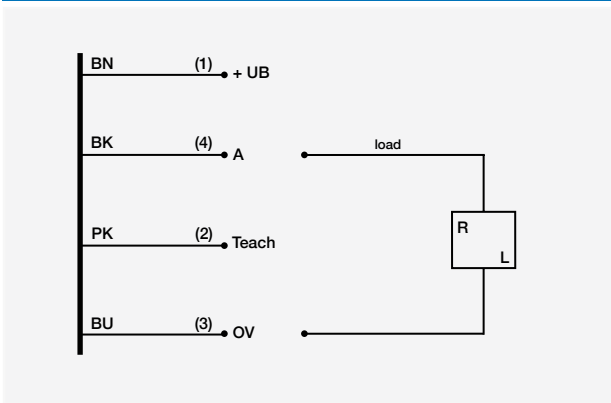 BN (1) + UB
BK (4) A load
R
PK (2) Teach
L
BU (3) OV